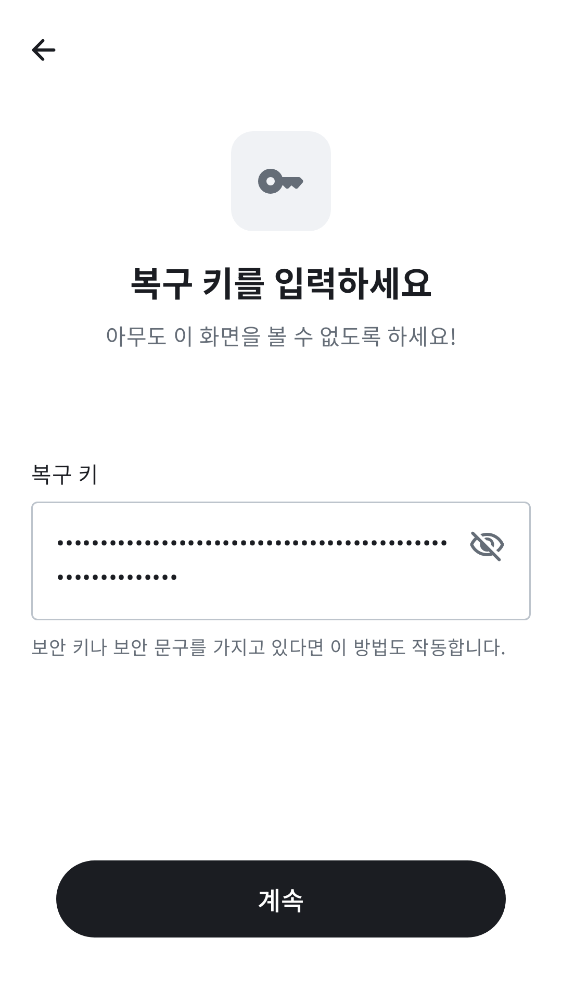 복구 키를 입력하세요
아무도 이 화면을 볼 수 없도록 하세요!
복구 키
보안 키나 보안 문구를 가지고 있다면 이 방법도 작동합니다.
계속